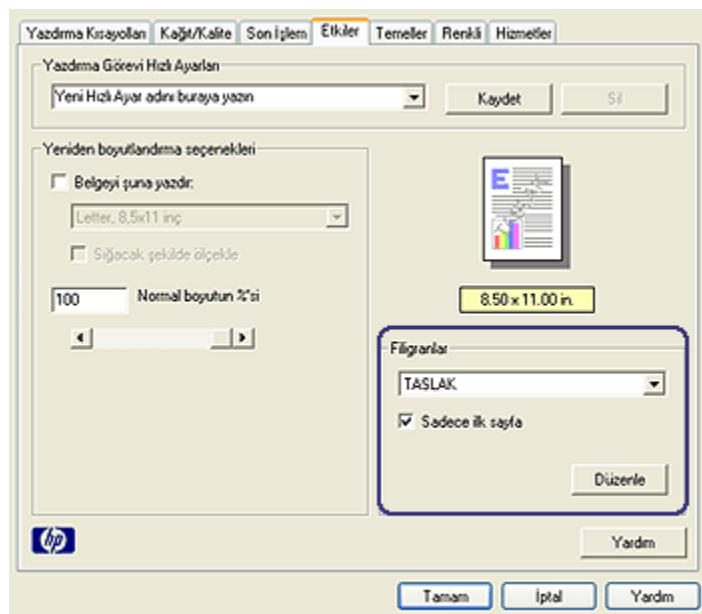 Yazdırma Kısayolları Kağıt/Kalite Son İşlem Etkiler Temeller Renkli Hizmetler
Yazdırma Görevi Hızlı Ayarları
Yeni Hızlı Ayar adını buraya yazın
Kaydet
Sil
Yeniden boyutlandırma seçenekleri
Belgeyi şuna yazdır:
Letter, 8,5x11 inç
Sığacak şekilde ölçekle
100 Normal boyutun %'si
E
8.50 x 11.00 in.
Filigranlar
TASLAK
Sadece ilk sayfa
Düzenle
hp
Yardım
Tamam İptal Yardım